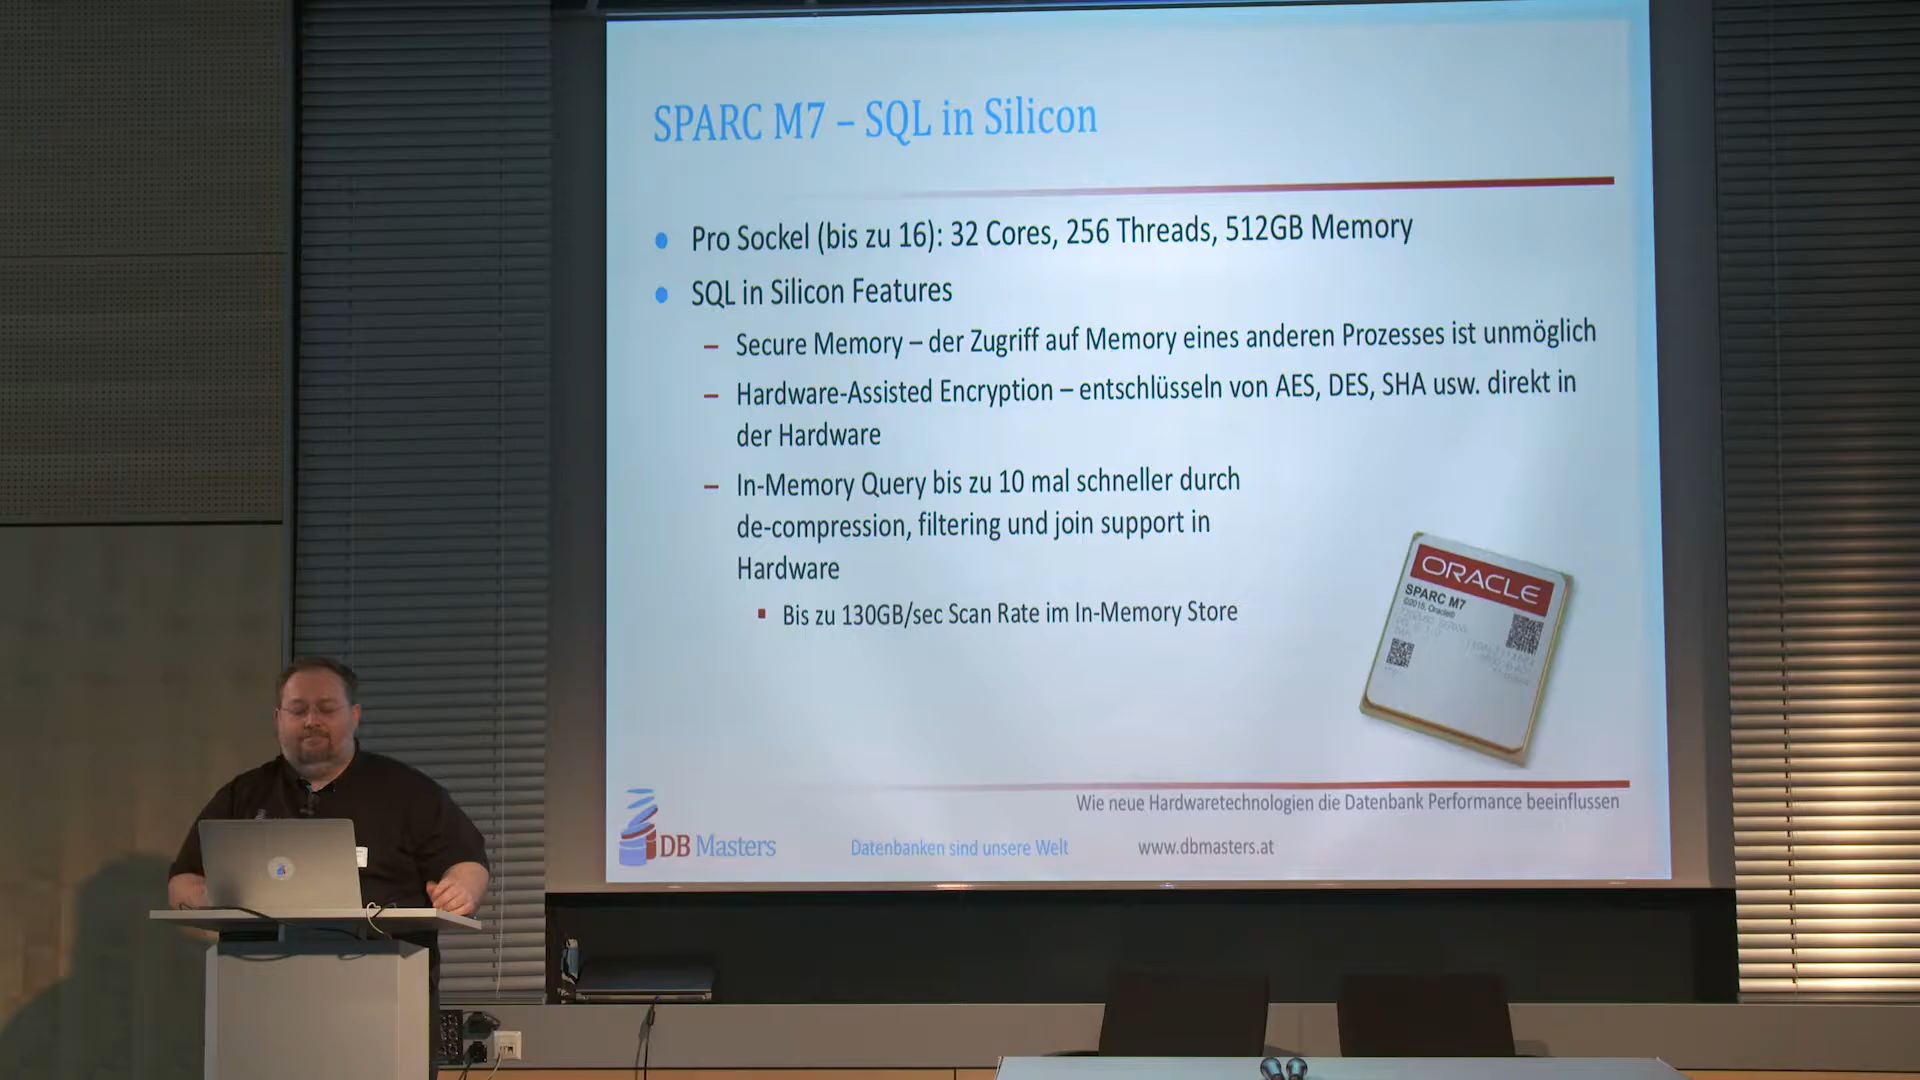 SPARC M7 – SQL in Silicon
Pro Sockel (bis zu 16): 32 Cores, 256 Threads, 512GB Memory
SQL in Silicon Features
– Secure Memory – der Zugriff auf Memory eines anderen Prozesses ist unmöglich
– Hardware-Assisted Encryption – entschlüsseln von AES, DES, SHA usw. direkt in
der Hardware
– In-Memory Query bis zu 10 mal schneller durch
de-compression, filtering und join support in
Hardware
Bis zu 130GB/sec Scan Rate im In-Memory Store
ORACLE
SPARC M7
©2015, Oracle®
Wie neue Hardwaretechnologien die Datenbank Performance beeinflussen
DB Masters
Datenbanken sind unsere Welt
www.dbmasters.at